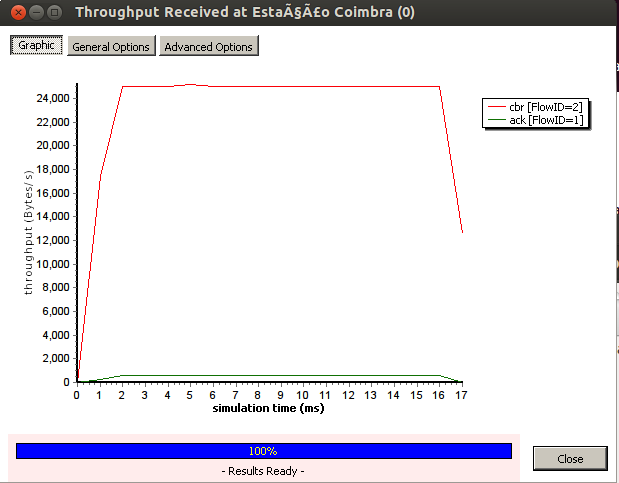 Throughput Received at EstaÃ§Ã£o Coimbra (0)
Graphic General Options Advanced Options
24,000
22,000
20,000
18,000
16,000
14,000
12,000
10,000
8,000
6,000
4,000
2,000
0
throughput (Bytes/s)
cbr [FlowID=2]
ack [FlowID=1]
0 1 2 3 4 5 6 7 8 9 10 11 12 13 14 15 16 17
simulation time (ms)
100%
- Results Ready -
Close